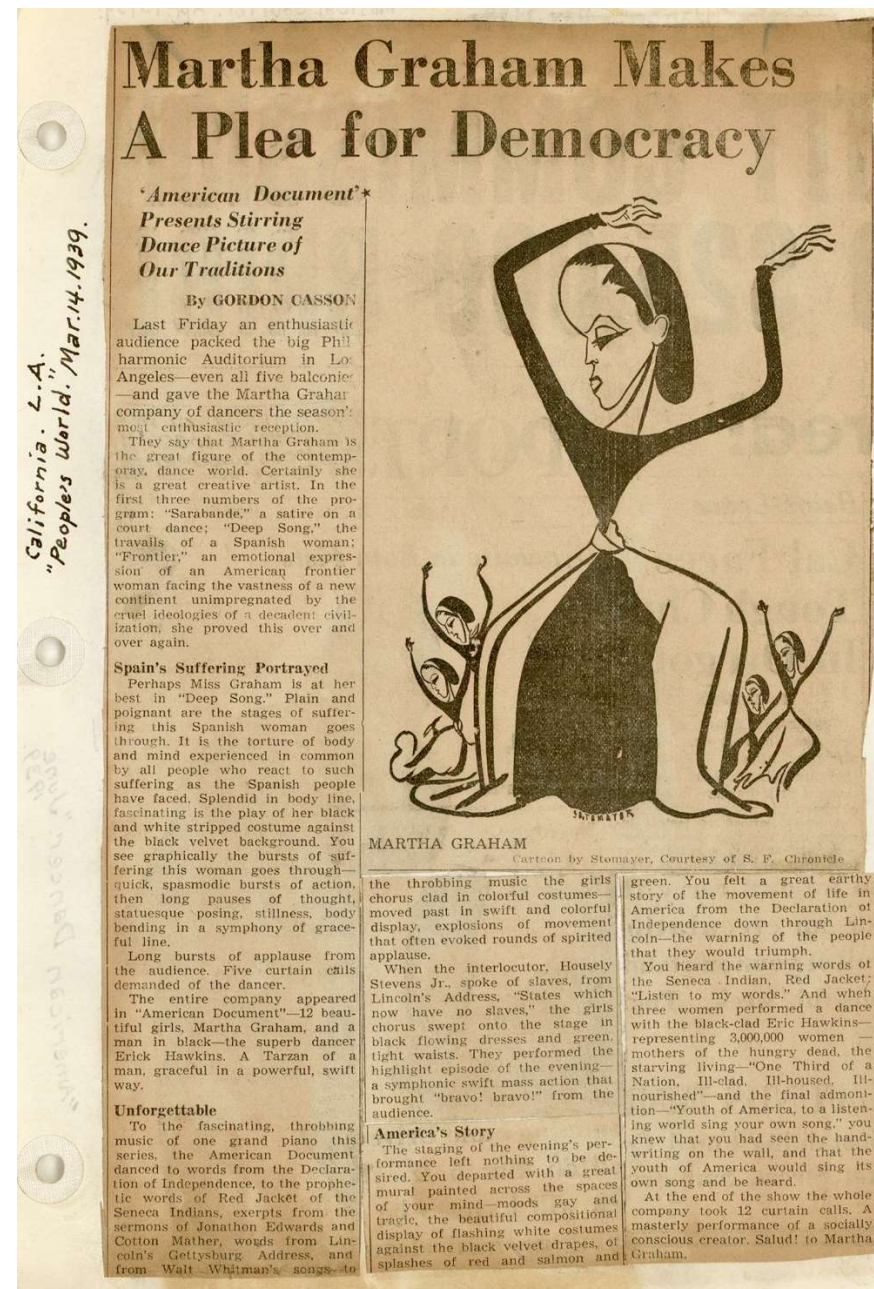 Martha Graham Makes
A Plea for Democracy
'American Document'
Presents Stirring
Dance Picture of
Our Traditions
By GORDON CASSON
Last Friday an enthusiastic
audience packed the big Phil
harmonic Auditorium in Los
Angeles—even all five balconies
—and gave the Martha Graham
company of dancers the season's
most enthusiastic reception.
They say that Martha Graham is
the great figure of the contemp-
oray, dance world. Certainly she
is a great creative artist. In the
first three numbers of the pro-
gram: "Sarabande," a satire on a
court dance; "Deep Song," the
travails of a Spanish woman;
"Frontier," an emotional expres-
sion of an American frontier
woman facing the vastness of a new
continent unimpregnated by the
cruel ideologies of a decadent civil-
ization, she proved this over and
over again.
Spain's Suffering Portrayed
Perhaps Miss Graham is at her
best in "Deep Song." Plain and
poignant are the stages of suffer-
ing this Spanish woman goes
through. It is the torture of body
and mind experienced in common
by all people who react to such
suffering as the Spanish people
have faced. Splendid in body line,
fascinating is the play of her black
and white stripped costume against
the black velvet background. You
see graphically the bursts of suf-
fering this woman goes through—
quick, spasmodic bursts of action,
then long pauses of thought,
statuesque posing, stillness, body
bending in a symphony of grace-
ful line.
Long bursts of applause from
the audience. Five curtain calls
demanded of the dancer.
The entire company appeared
in "American Document"—12 beau-
tiful girls, Martha Graham, and a
man in black—the superb dancer
Erick Hawkins. A Tarzan of a
man, graceful in a powerful, swift
way.
Unforgettable
To the fascinating, throbbing
music of one grand piano this
series, the American Document
danced to words from the Declara-
tion of Independence, to the prophe-
tic words of Red Jacket of the
Seneca Indians, exerpts from the
sermons of Jonathon Edwards and
Cotton Mather, words from Lin-
coln's Gettysburg Address, and
from Walt Whitman's songs—to
SOTOMAYOR
MARTHA GRAHAM
Cartoon by Stomayer, Courtesy of S. F. Chronicle
the throbbing music the girls
chorus clad in colorful costumes—
moved past in swift and colorful
display, explosions of movement
that often evoked rounds of spirited
applause.
When the interlocutor, Housely
Stevens Jr., spoke of slaves, from
Lincoln's Address, "States which
now have no slaves," the girls
chorus swept onto the stage in
black flowing dresses and green,
tight waists. They performed the
highlight episode of the evening—
a symphonic swift mass action that
brought "bravo! bravo!" from the
audience.
America's Story
The staging of the evening's per-
formance left nothing to be de-
sired. You departed with a great
mural painted across the spaces
of your mind—moods gay and
tragic, the beautiful compositional
display of flashing white costumes
against the black velvet drapes, of
splashes of red and salmon and
green. You felt a great earthy
story of the movement of life in
America from the Declaration of
Independence down through Lin-
coln—the warning of the people
that they would triumph.
You heard the warning words of
the Seneca Indian, Red Jacket;
"Listen to my words." And wheh
three women performed a dance
with the black-clad Eric Hawkins—
representing 3,000,000 women —
mothers of the hungry dead, the
starving living—"One Third of a
Nation, Ill-clad, Ill-housed, Ill-
nourished"—and the final admoni-
tion—"Youth of America, to a listen-
ing world sing your own song," you
knew that you had seen the hand-
writing on the wall, and that the
youth of America would sing its
own song and be heard.
At the end of the show the whole
company took 12 curtain calls. A
masterly performance of a socially
conscious creator. Salud! to Martha
Graham.
California. L.A.
"People's World." Mar.14.1939.